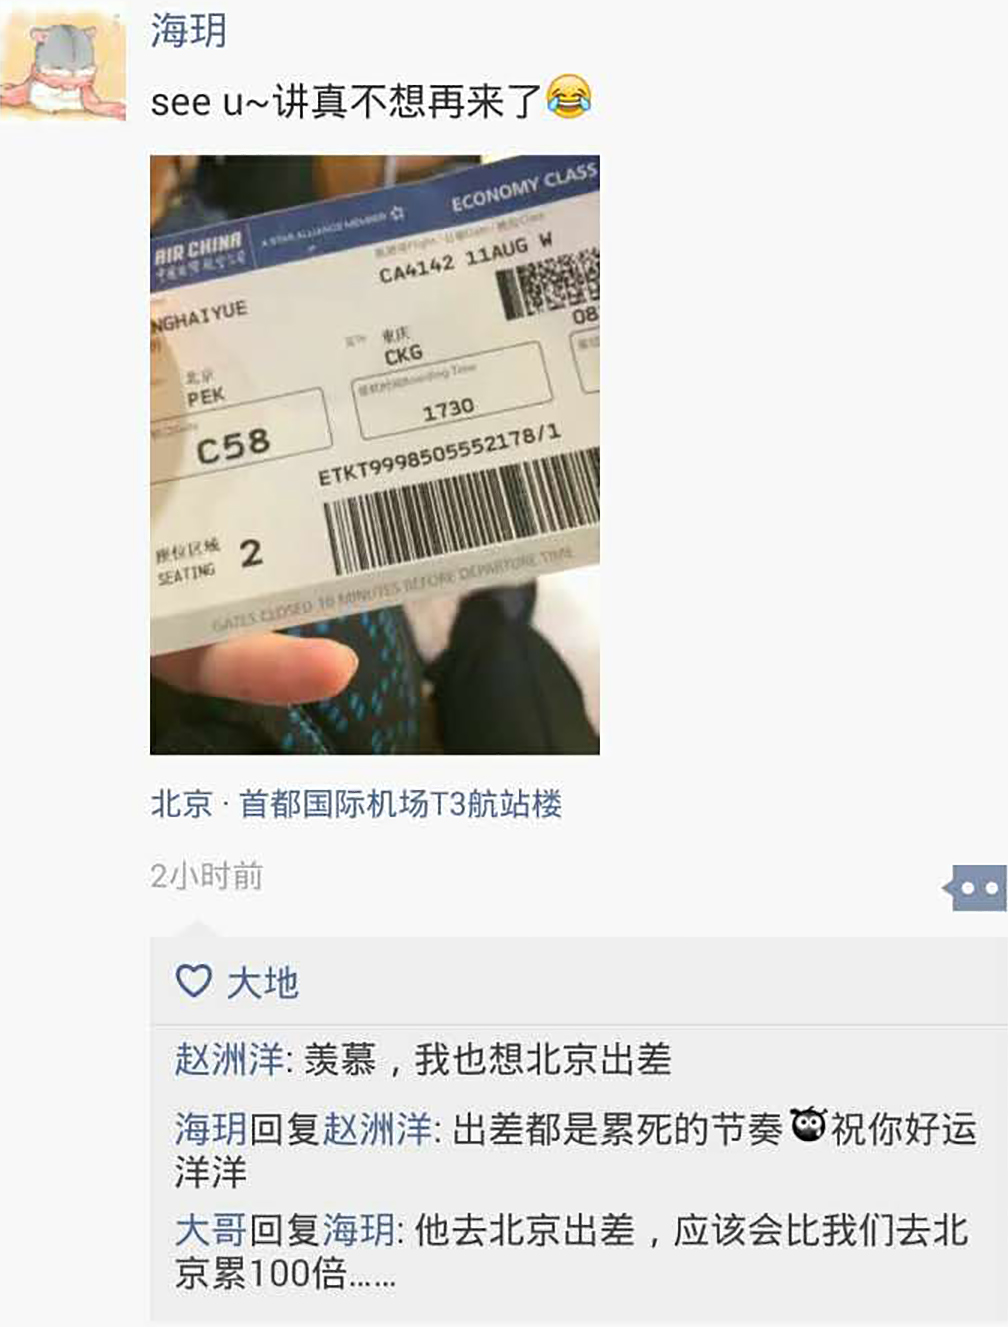 海玥
see u~讲真不想再来了😂
ECONOMY CLASS
AIR CHINA
A STAR ALLIANCE MEMBER
CA4142 11AUG W
NGHAIYUE
08
北京
重庆
PEK
CKG
C58
1730
ETKT9998505552178/1
座位区域
SEATING
2
GATES CLOSED 10 MINUTES BEFORE DEPARTURE TIME
北京 · 首都国际机场T3航站楼
2小时前
大地
赵洲洋: 羡慕，我也想北京出差
海玥回复赵洲洋: 出差都是累死的节奏祝你好运
洋洋
大哥回复海玥: 他去北京出差，应该会比我们去北
京累100倍……